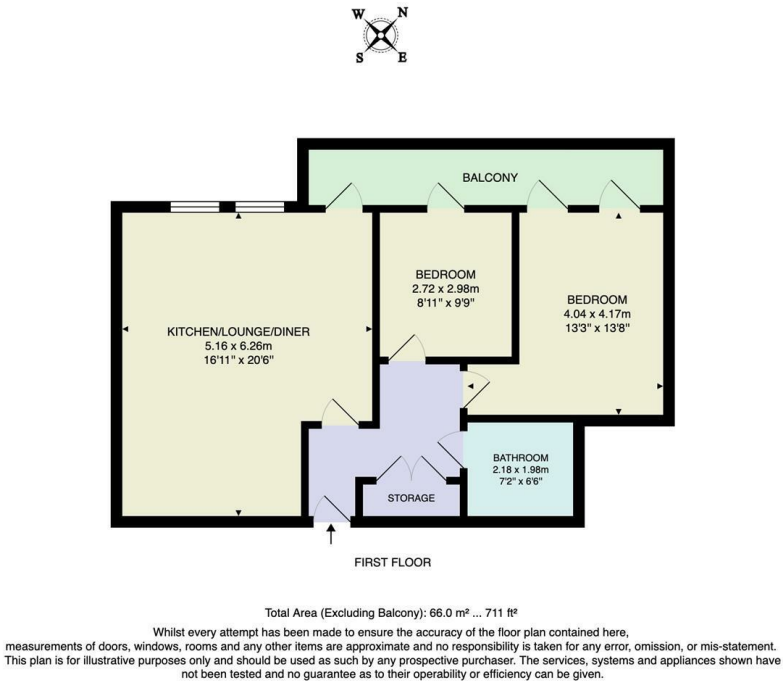 W N
S E
BALCONY
BEDROOM
2.72 x 2.98m
8'11" x 9'9"
BEDROOM
4.04 x 4.17m
13'3" x 13'8"
KITCHEN/LOUNGE/DINER
5.16 x 6.26m
16'11" x 20'6"
BATHROOM
2.18 x 1.98m
7'2" x 6'6"
STORAGE
FIRST FLOOR
Total Area (Excluding Balcony): 66.0 m² ... 711 ft²
Whilst every attempt has been made to ensure the accuracy of the floor plan contained here,
measurements of doors, windows, rooms and any other items are approximate and no responsibility is taken for any error, omission, or mis-statement.
This plan is for illustrative purposes only and should be used as such by any prospective purchaser. The services, systems and appliances shown have
not been tested and no guarantee as to their operability or efficiency can be given.